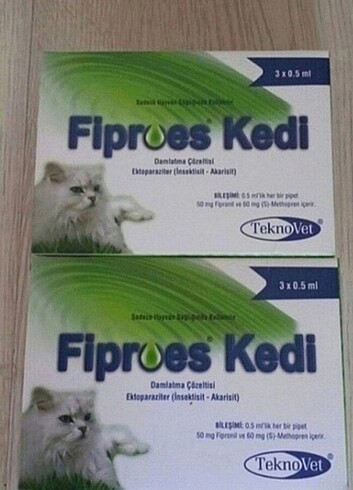 3 x 0.5 ml
Sadece Hayvan Sağlığında Kullanılır
Fiproes® Kedi
Damlatma Çözeltisi
Ektoparaziter (İnsektisit - Akarisit)
BİLEŞİMİ: 0.5 ml'lik her bir pipet
50 mg Fipronil ve 60 mg (S)-Methopren içerir.
TeknoVet®
3 x 0.5 ml
Sadece Hayvan Sağlığında Kullanılır
Fiproes® Kedi
Damlatma Çözeltisi
Ektoparaziter (İnsektisit - Akarisit)
BİLEŞİMİ: 0.5 ml'lik her bir pipet
50 mg Fipronil ve 60 mg (S)-Methopren içerir.
TeknoVet®